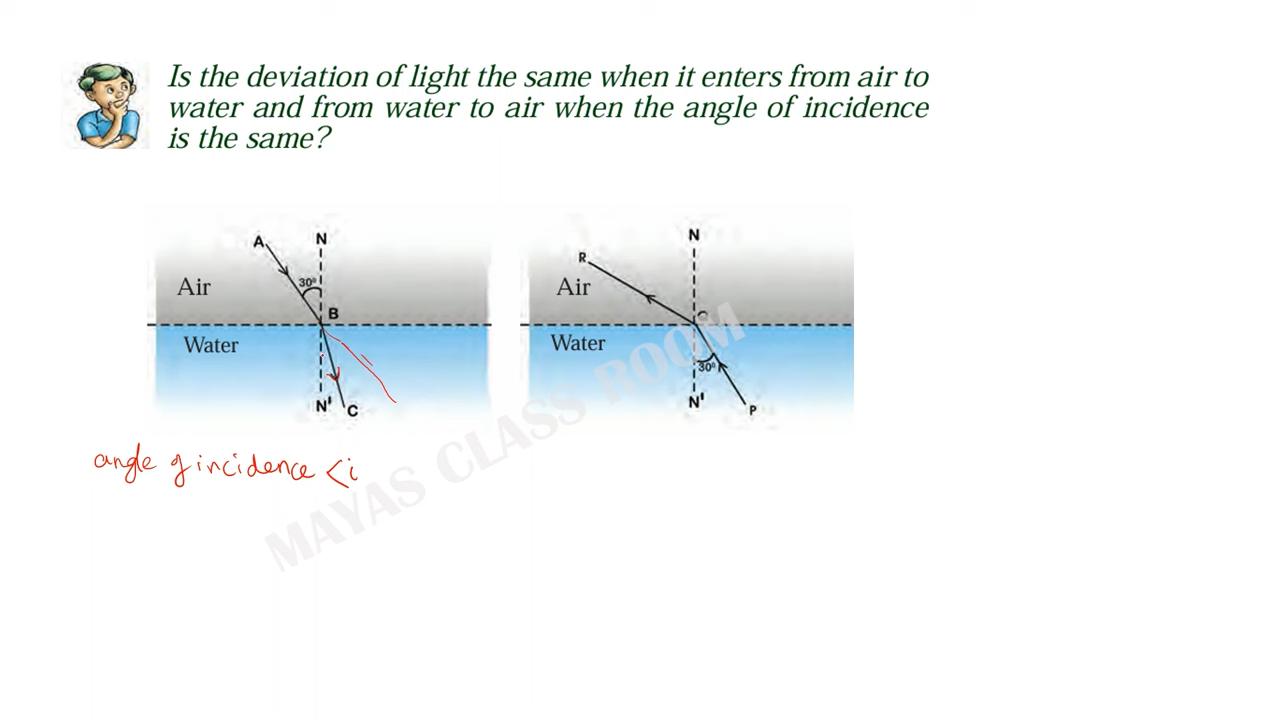 Is the deviation of light the same when it enters from air to
water and from water to air when the angle of incidence
is the same?
A N
30°
Air
B
Water
N' C
N
R
Air
Water
30°
N' P
MAYAS CLASS ROOM
angle of incidence <i